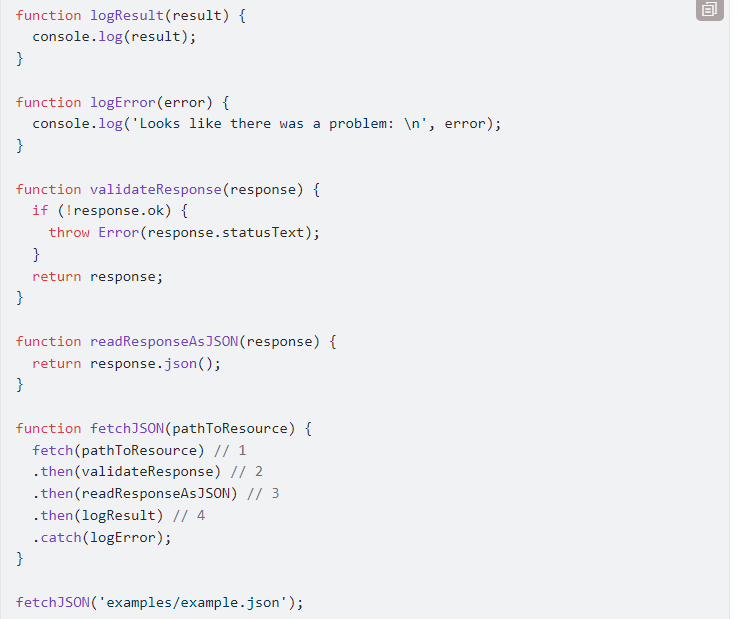 function logResult(result) {
  console.log(result);
}

function logError(error) {
  console.log('Looks like there was a problem: \n', error);
}

function validateResponse(response) {
  if (!response.ok) {
    throw Error(response.statusText);
  }
  return response;
}

function readResponseAsJSON(response) {
  return response.json();
}

function fetchJSON(pathToResource) {
  fetch(pathToResource) // 1
  .then(validateResponse) // 2
  .then(readResponseAsJSON) // 3
  .then(logResult) // 4
  .catch(logError);
}

fetchJSON('examples/example.json');